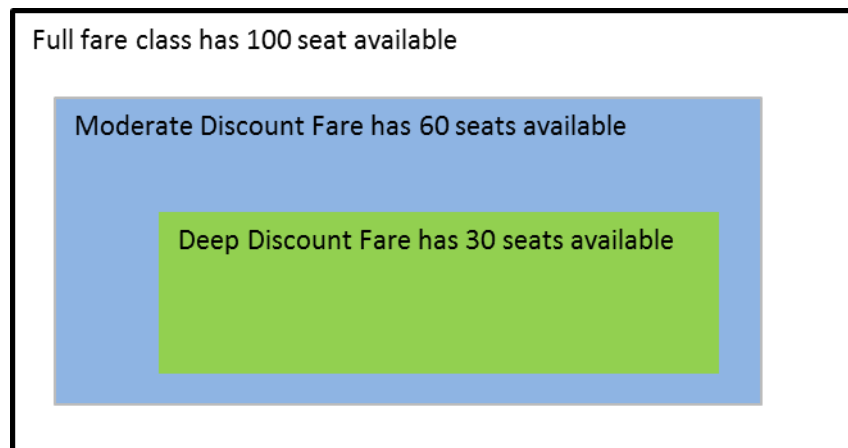 Full fare class has 100 seat available
Moderate Discount Fare has 60 seats available
Deep Discount Fare has 30 seats available